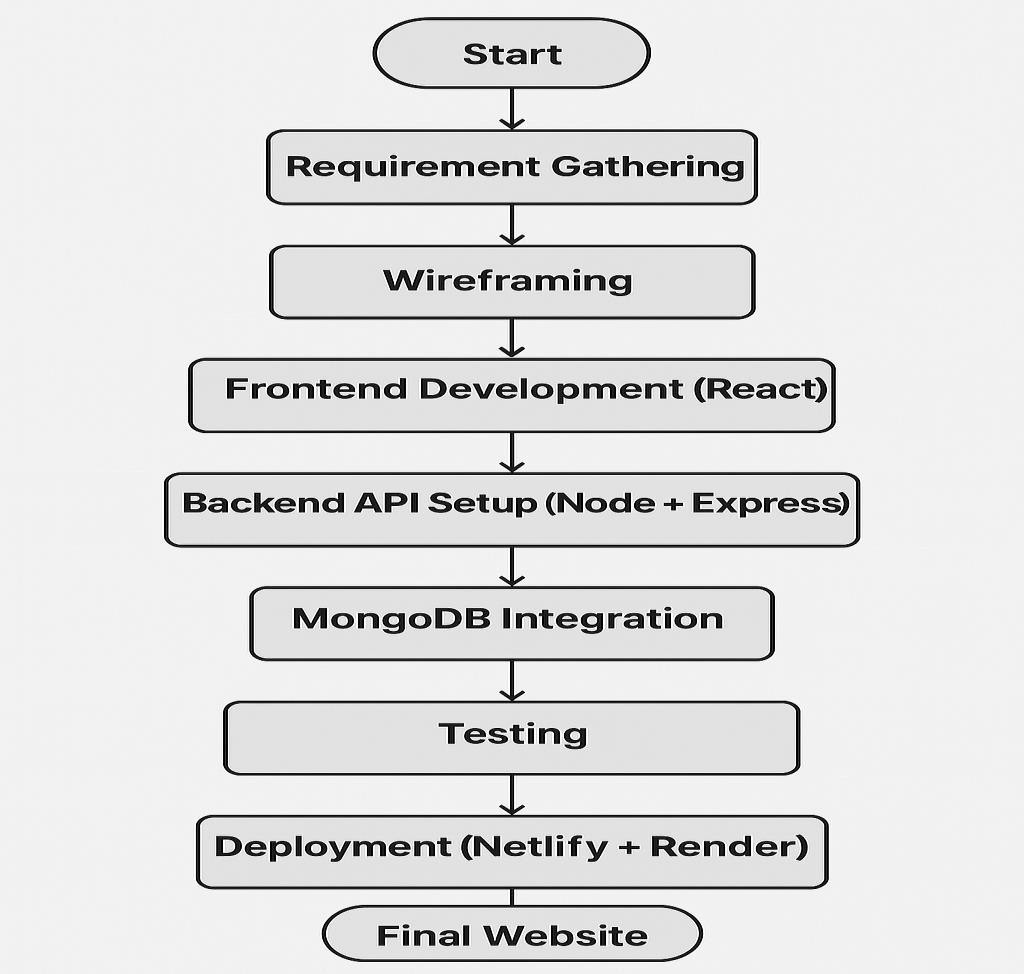 Start
Requirement Gathering
Wireframing
Frontend Development (React)
Backend API Setup (Node + Express)
MongoDB Integration
Testing
Deployment (Netlify + Render)
Final Website